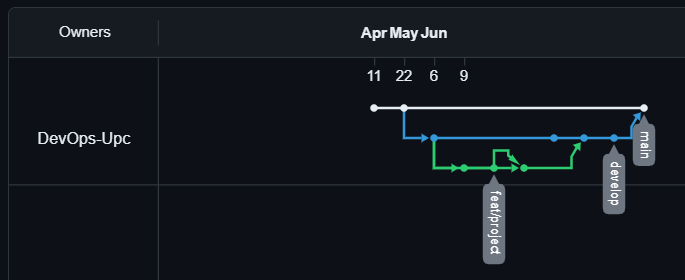 Owners
Apr May Jun
11 22 6 9
DevOps-Upc
main
develop
feat/project